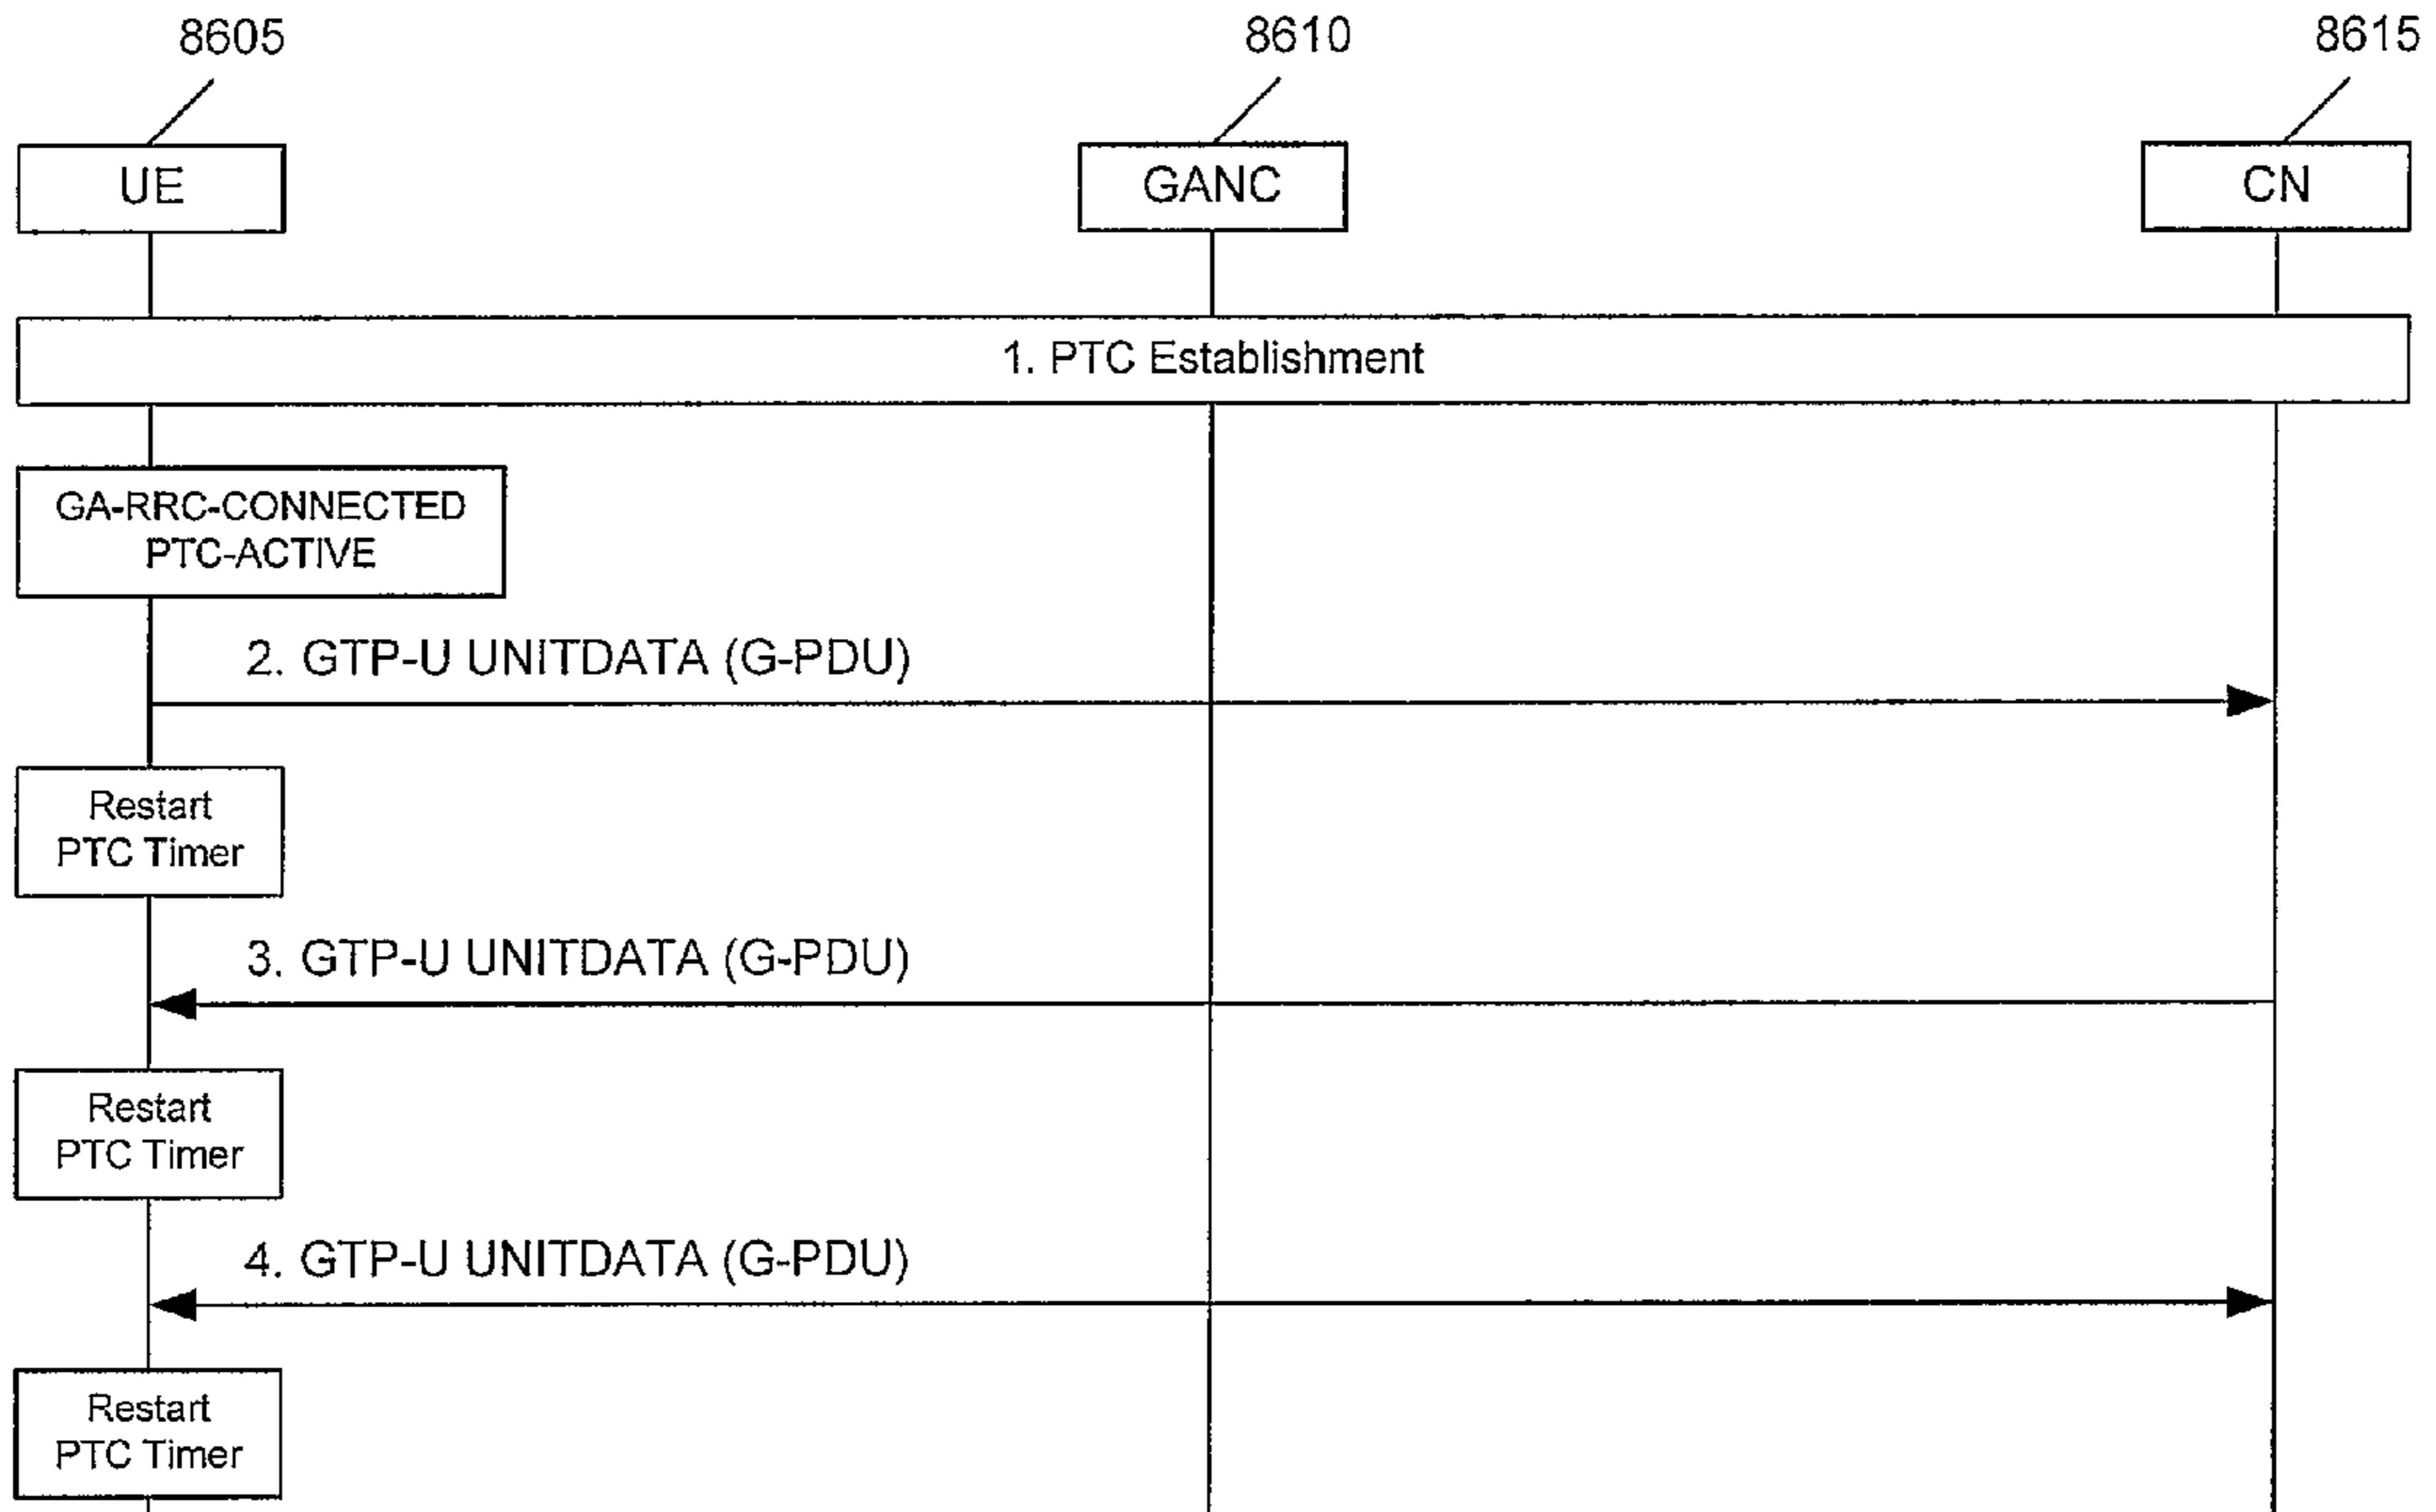 8605
8610
8615
UE
GANC
CN
1. PTC Establishment
GA-RRC-CONNECTED
PTC-ACTIVE
2. GTP-U UNITDATA (G-PDU)
Restart
PTC Timer
3. GTP-U UNITDATA (G-PDU)
Restart
PTC Timer
4. GTP-U UNITDATA (G-PDU)
Restart
PTC Timer